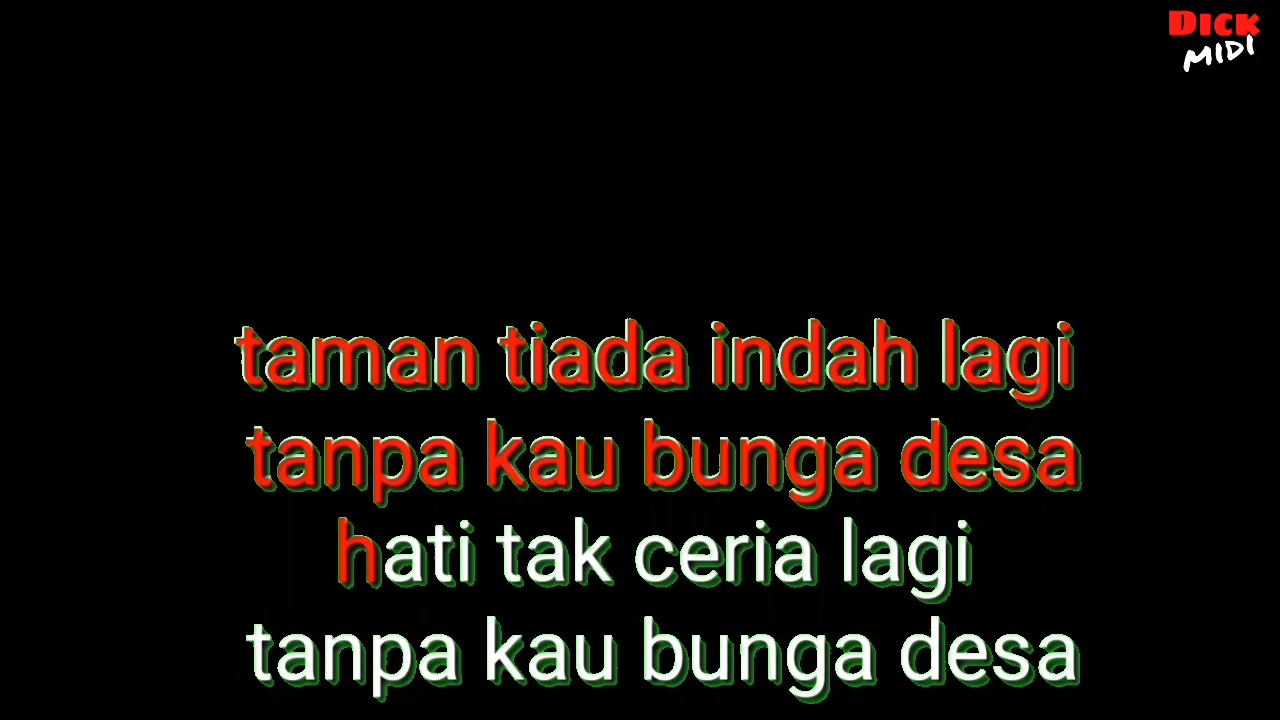 DICK
MIDI
taman tiada indah lagi
tanpa kau bunga desa
hati tak ceria lagi
tanpa kau bunga desa